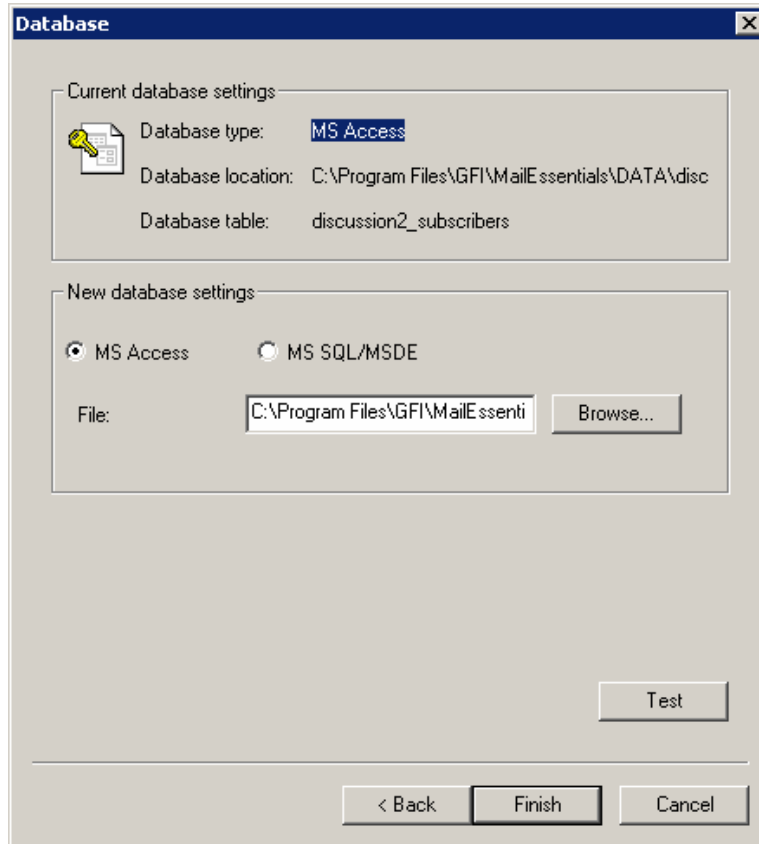 Database
Current database settings
Database type: MS Access
Database location: C:\Program Files\GFI\MailEssentials\DATA\disc
Database table: discussion2_subscribers
New database settings
MS Access MS SQL/MSDE
File: C:\Program Files\GFI\MailEssenti Browse...
Test
< Back Finish Cancel